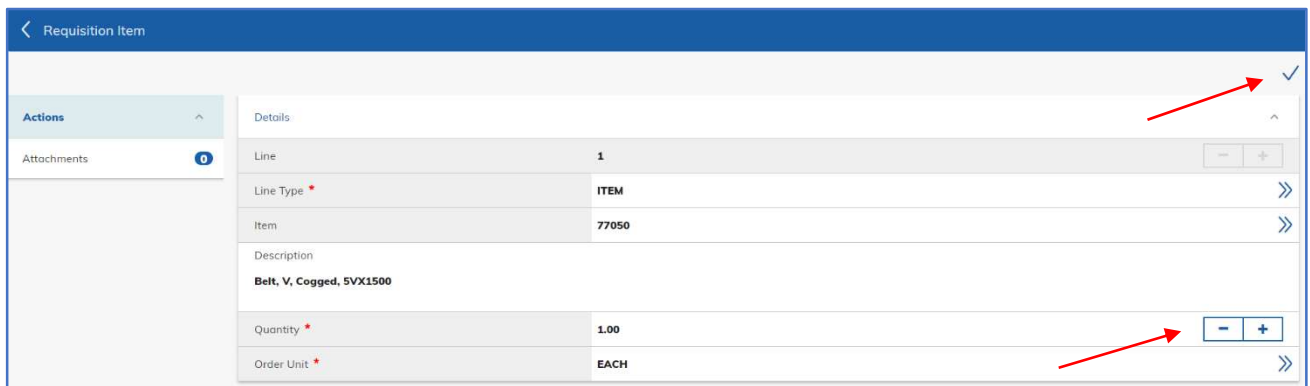 Requisition Item
Actions
Attachments 0
Details
Line 1
Line Type * ITEM
Item 77050
Description
Belt, V, Cogged, 5VX1500
Quantity * 1.00 - +
Order Unit * EACH